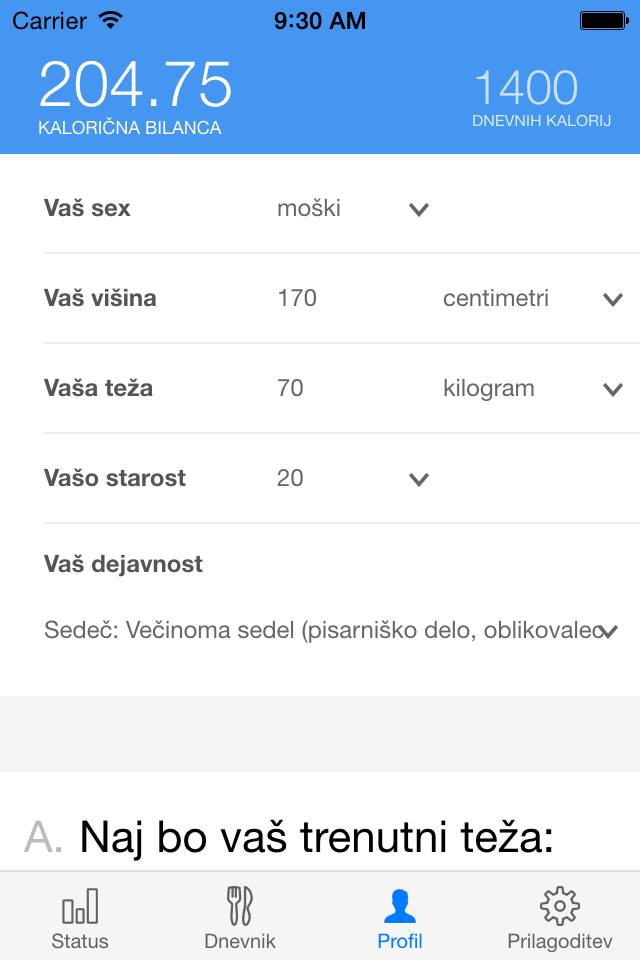 Carrier 9:30 AM
204.75 1400
KALORIČNA BILANCA DNEVNIH KALORIJ
Vaš sex moški
Vaš višina 170 centimetri
Vaša teža 70 kilogram
Vašo starost 20
Vaš dejavnost
Sedeč: Večinoma sedel (pisarniško delo, oblikovalec
A. Naj bo vaš trenutni teža:
Status Dnevnik Profil Prilagoditev